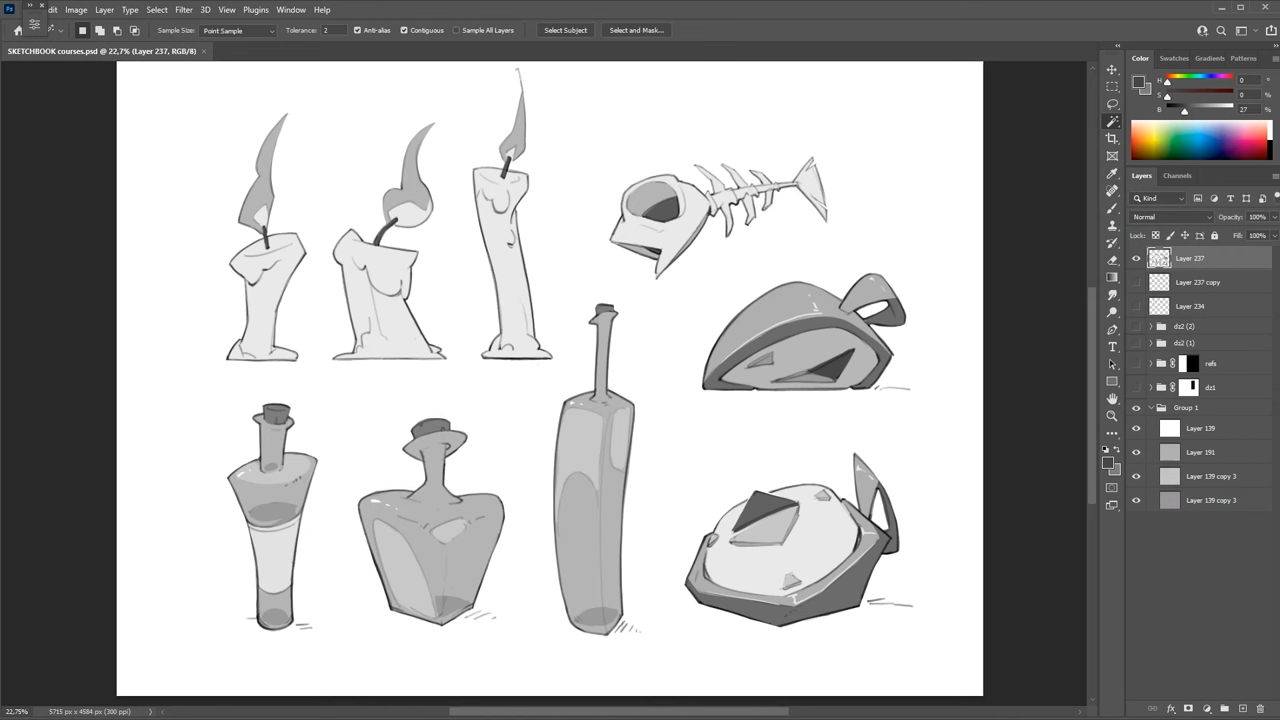 Ps
Edit Image Layer Type Select Filter 3D View Plugins Window Help
Sample Size: Point Sample Tolerance: 2 Anti-alias Contiguous Sample All Layers Select Subject Select and Mask...
SKETCHBOOK courses.psd @ 22,7% (Layer 237, RGB/8) ×
Color Swatches Gradients Patterns
H 0 °
S 0 %
B 27 %
Layers Channels
Kind
Normal Opacity: 100%
Lock: Fill: 100%
Layer 237
Layer 237 copy
Layer 234
dz2 (2)
dz2 (1)
refs
dz1
Group 1
Layer 139
Layer 191
Layer 139 copy 3
Layer 139 copy 3
22,75% 5715 px x 4584 px (300 ppi)